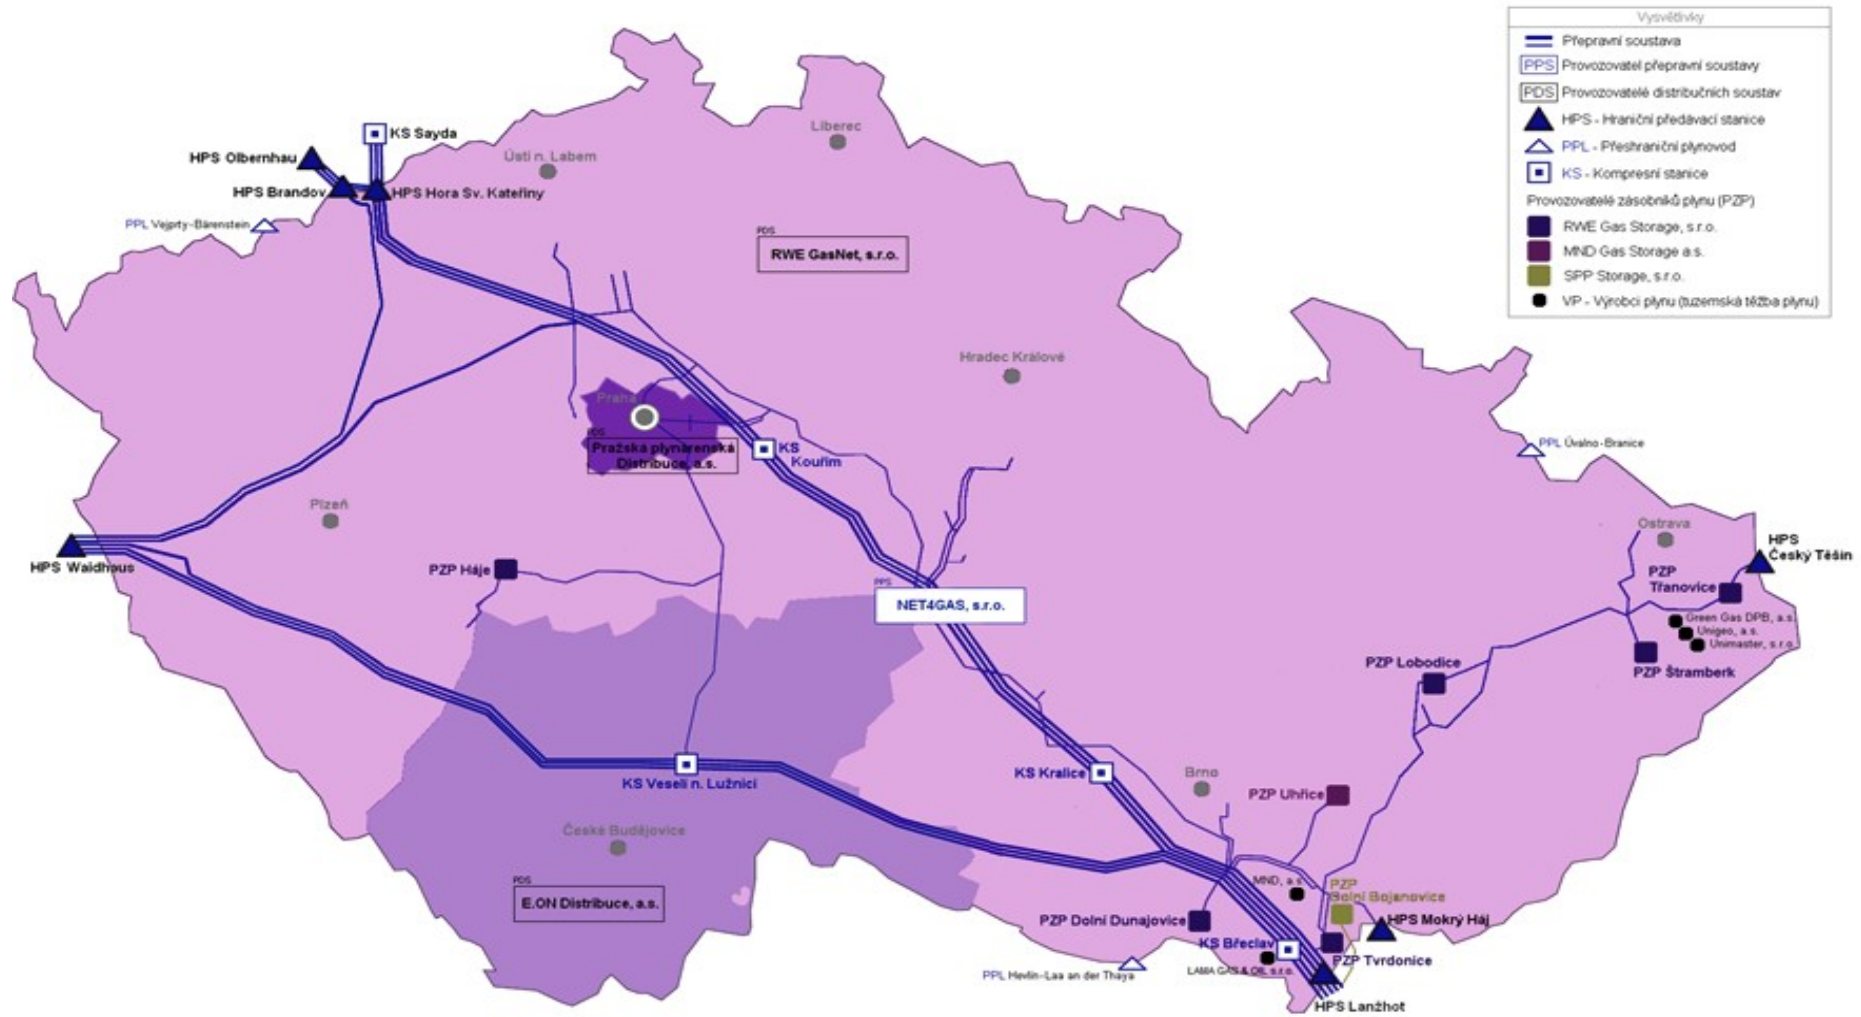 Vysvětlivky
Přepravní soustava
PPS Provozovatel přepravní soustavy
PDS Provozovatelé distribučních soustav
HPS - Hraniční předávací stanice
PPL - Přeshraniční plynovod
KS - Kompresní stanice
Provozovatelé zásobníků plynu (PZP)
RWE Gas Storage, s.r.o.
MND Gas Storage a.s.
SPP Storage, s.r.o.
VP - Výrobci plynu (tuzemská těžba plynu)
KS Sayda
HPS Olbernhau
HPS Brandov
HPS Hora Sv. Kateřiny
PPL Vejprty-Bärenstein
Ústí n. Labem
Liberec
PDS
RWE GasNet, s.r.o.
Hradec Králové
Praha
PDS
Pražská plynárenská
Distribuce, a.s.
KS
Kouřim
PPL Úvalno-Branice
Plzeň
HPS Waidhaus
PZP Háje
PPS
NET4GAS, s.r.o.
Ostrava
HPS
Český Těšín
PZP
Třanovice
Green Gas DPB, a.s.
Unigeo, a.s.
Unimaster, s.r.o.
PZP Štramberk
PZP Lobodice
KS Veselí n. Lužnicí
KS Kralice
Brno
PZP Uhřice
České Budějovice
PDS
E.ON Distribuce, a.s.
MND, a.s.
PZP
Dolní Bojanovice
PZP Dolní Dunajovice
HPS Mokrý Háj
KS Břeclav
PZP Tvrdonice
LAMA GAS & OIL s.r.o.
PPL Hevlín-Laa an der Thaya
HPS Lanžhot